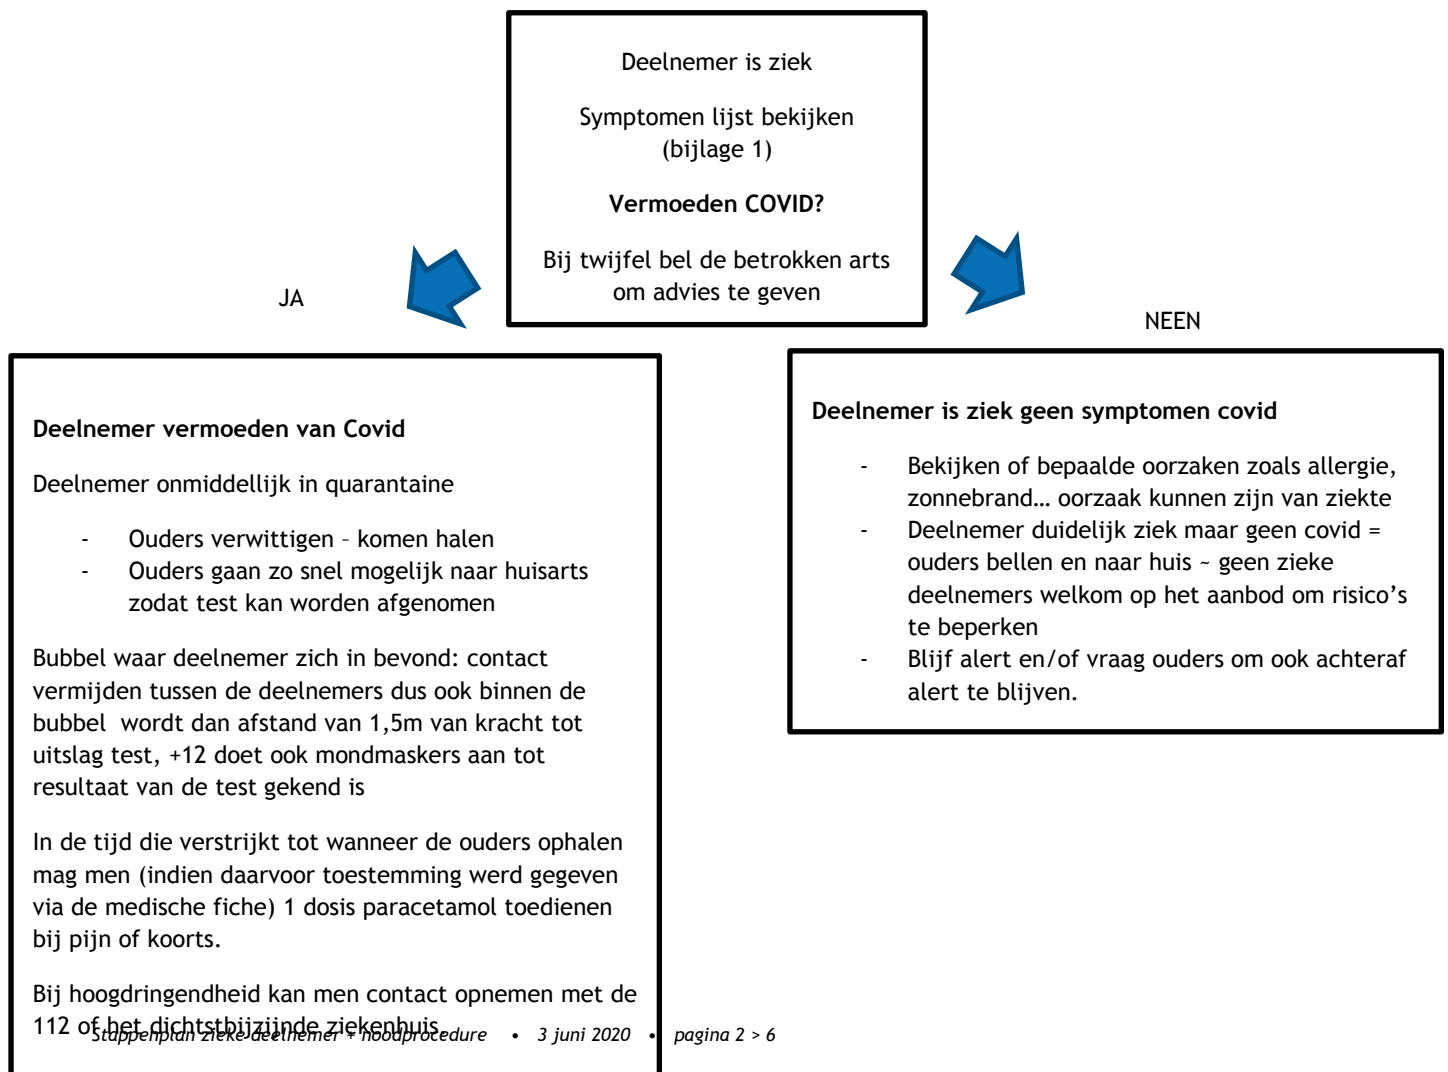 Deelnemer is ziek
Symptomen lijst bekijken
(bijlage 1)
Vermoeden COVID?
Bij twijfel bel de betrokken arts
om advies te geven
JA
NEEN
Deelnemer vermoeden van Covid
Deelnemer onmiddellijk in quarantaine
- Ouders verwittigen – komen halen
- Ouders gaan zo snel mogelijk naar huisarts
zodat test kan worden afgenomen
Bubbel waar deelnemer zich in bevond: contact
vermijden tussen de deelnemers dus ook binnen de
bubbel wordt dan afstand van 1,5m van kracht tot
uitslag test, +12 doet ook mondmaskers aan tot
resultaat van de test gekend is
In de tijd die verstrijkt tot wanneer de ouders ophalen
mag men (indien daarvoor toestemming werd gegeven
via de medische fiche) 1 dosis paracetamol toedienen
bij pijn of koorts.
Bij hoogdringendheid kan men contact opnemen met de
112 of het dichtstbijzijnde ziekenhuis.
Deelnemer is ziek geen symptomen covid
- Bekijken of bepaalde oorzaken zoals allergie,
zonnebrand… oorzaak kunnen zijn van ziekte
- Deelnemer duidelijk ziek maar geen covid =
ouders bellen en naar huis ~ geen zieke
deelnemers welkom op het aanbod om risico’s
te beperken
- Blijf alert en/of vraag ouders om ook achteraf
alert te blijven.
Stappenplan zieke deelnemer + noodprocedure • 3 juni 2020 • pagina 2 > 6